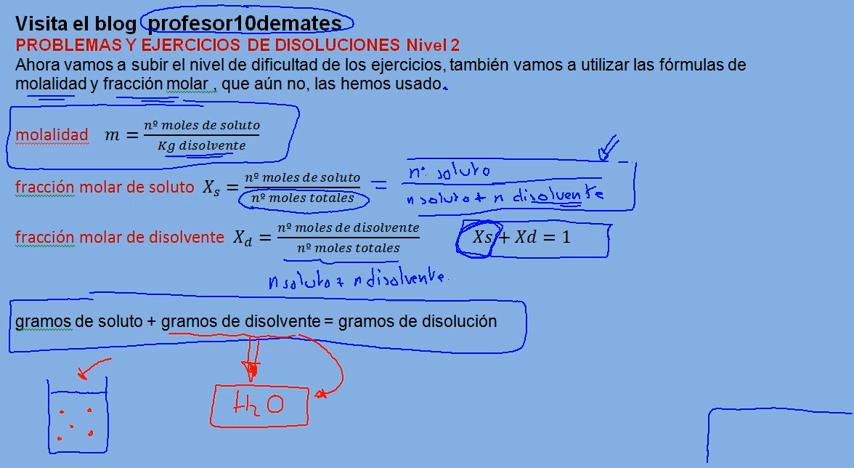 Visita el blog profesor10demates
PROBLEMAS Y EJERCICIOS DE DISOLUCIONES Nivel 2
Ahora vamos a subir el nivel de dificultad de los ejercicios, también vamos a utilizar las fórmulas de
molalidad y fracción molar , que aún no, las hemos usado.
molalidad m = nº moles de soluto / Kg disolvente
fracción molar de soluto Xs = nº moles de soluto / nº moles totales = nº soluto / n soluto + n disolvente
fracción molar de disolvente Xd = nº moles de disolvente / nº moles totales Xs + Xd = 1
n soluto + n disolvente.
gramos de soluto + gramos de disolvente = gramos de disolución
H2O